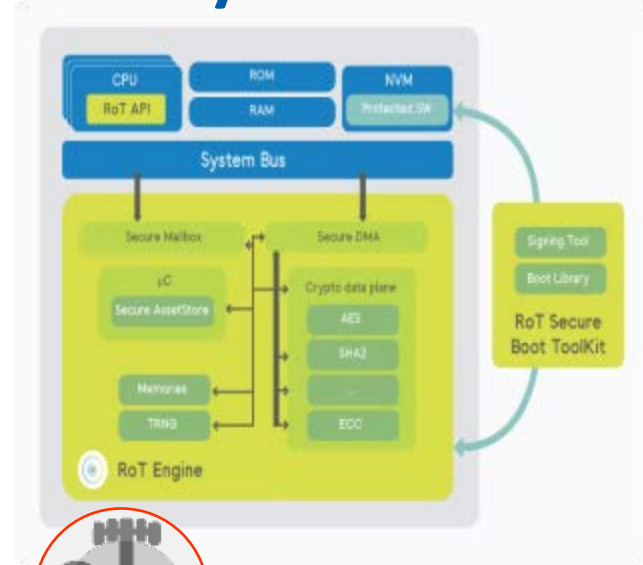 CPU
RoT API
ROM
RAM
NVM
Protected SW
System Bus
Secure Mailbox
Secure DMA
µC
Secure AssetStore
Crypto data plane
AES
SHA2
...
ECC
Memories
TRNG
RoT Engine
Signing Tool
Boot Library
RoT Secure
Boot ToolKit